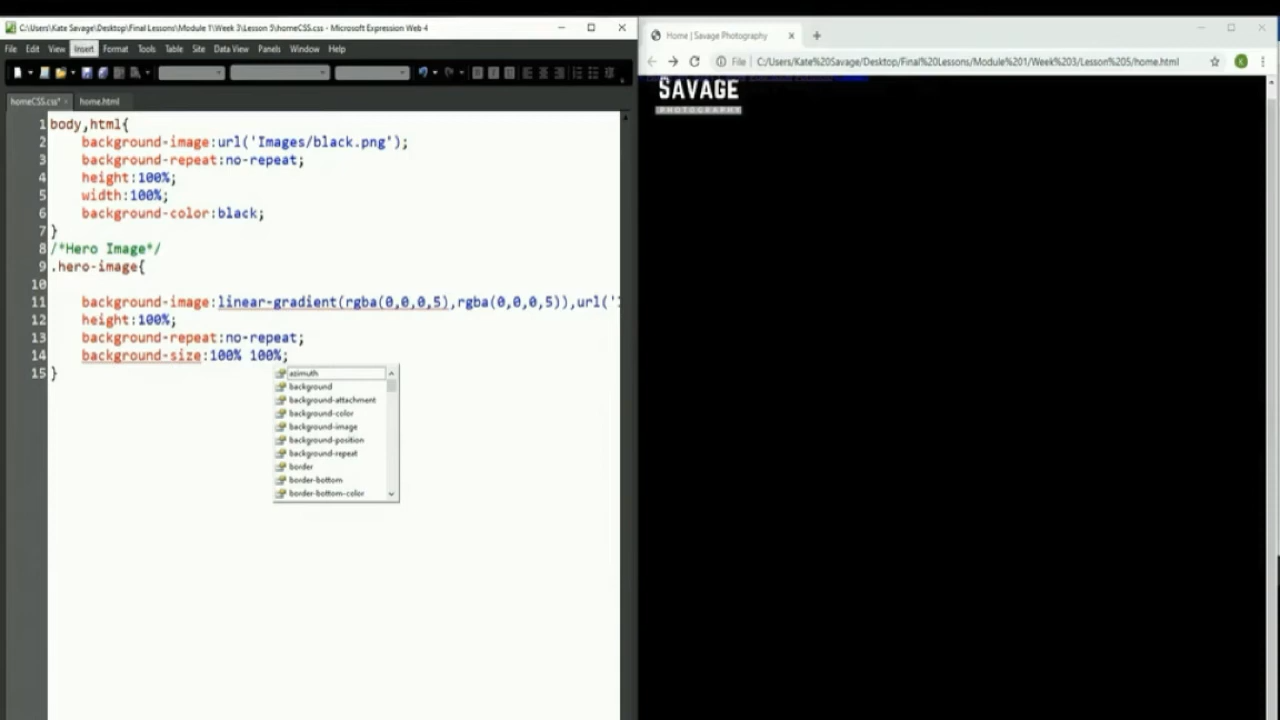 C:\Users\Kate Savage\Desktop\Final Lessons\Module 1\Week 3\Lesson 5\homeCSS.css - Microsoft Expression Web 4
File Edit View Insert Format Tools Table Site Data View Panels Window Help
homeCSS.css* home.html
1 body,html{
2 background-image:url('Images/black.png');
3 background-repeat:no-repeat;
4 height:100%;
5 width:100%;
6 background-color:black;
7 }
8 /*Hero Image*/
9 .hero-image{
10
11 background-image:linear-gradient(rgba(0,0,0,5),rgba(0,0,0,5)),url('
12 height:100%;
13 background-repeat:no-repeat;
14 background-size:100% 100%;
15 }
azimuth
background
background-attachment
background-color
background-image
background-position
background-repeat
border
border-bottom
border-bottom-color
Home | Savage Photography
File C:/Users/Kate%20Savage/Desktop/Final%20Lessons/Module%201/Week%203/Lesson%205/home.html
K
SAVAGE
PHOTOGRAPHY